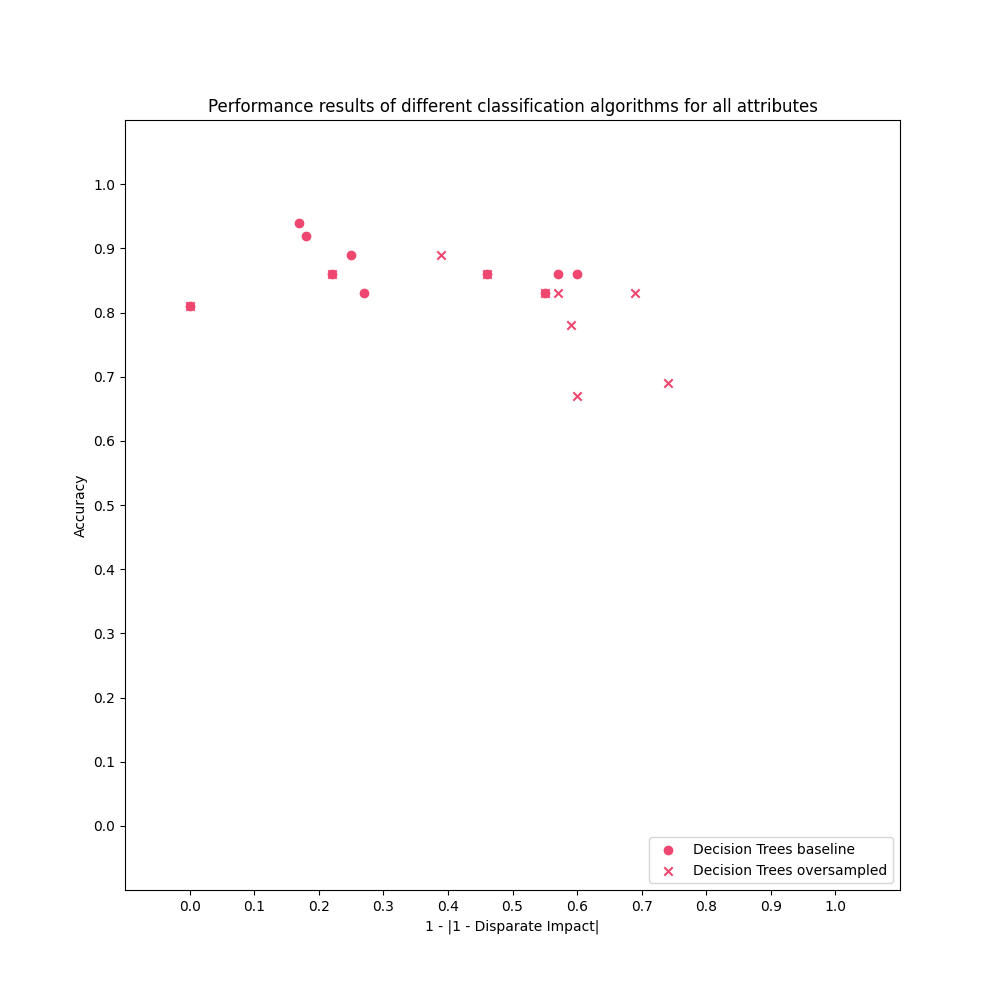 Performance results of different classification algorithms for all attributes
1.0
0.9
0.8
0.7
0.6
0.5
0.4
0.3
0.2
0.1
0.0
Accuracy
Decision Trees baseline
Decision Trees oversampled
0.0 0.1 0.2 0.3 0.4 0.5 0.6 0.7 0.8 0.9 1.0
1 - |1 - Disparate Impact|